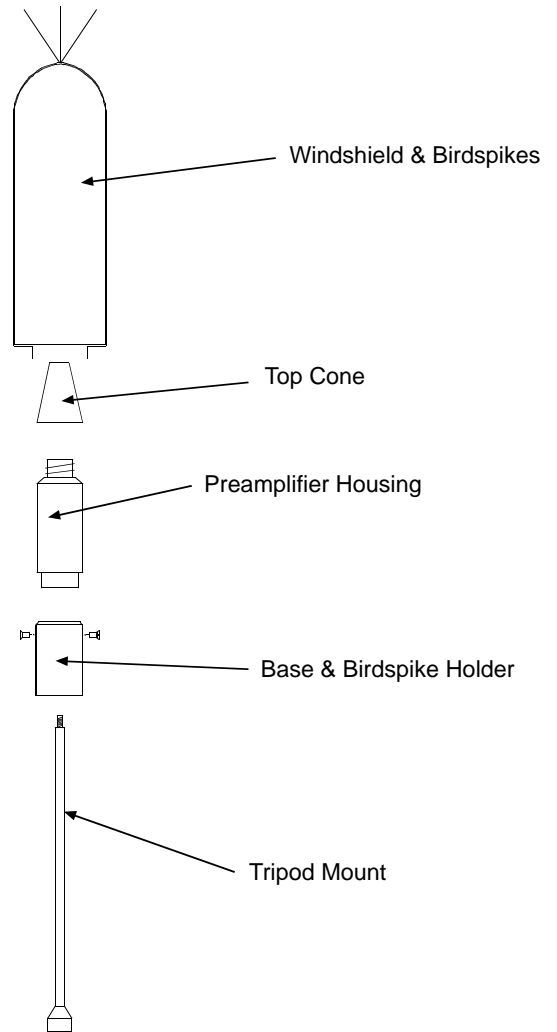 Windshield & Birdspikes
Top Cone
Preamplifier Housing
Base & Birdspike Holder
Tripod Mount